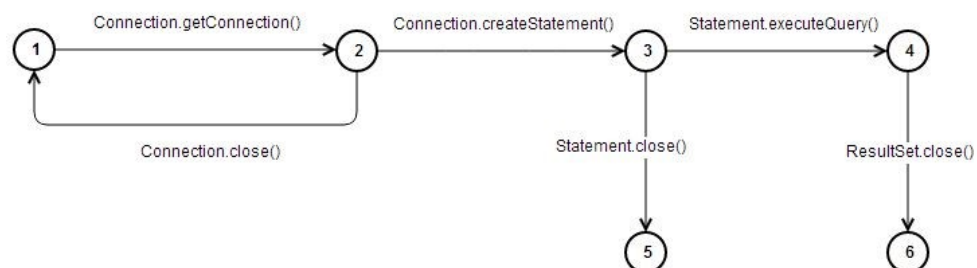 Connection.getConnection()
Connection.createStatement()
Statement.executeQuery()
1
2
3
4
Connection.close()
Statement.close()
ResultSet.close()
5
6